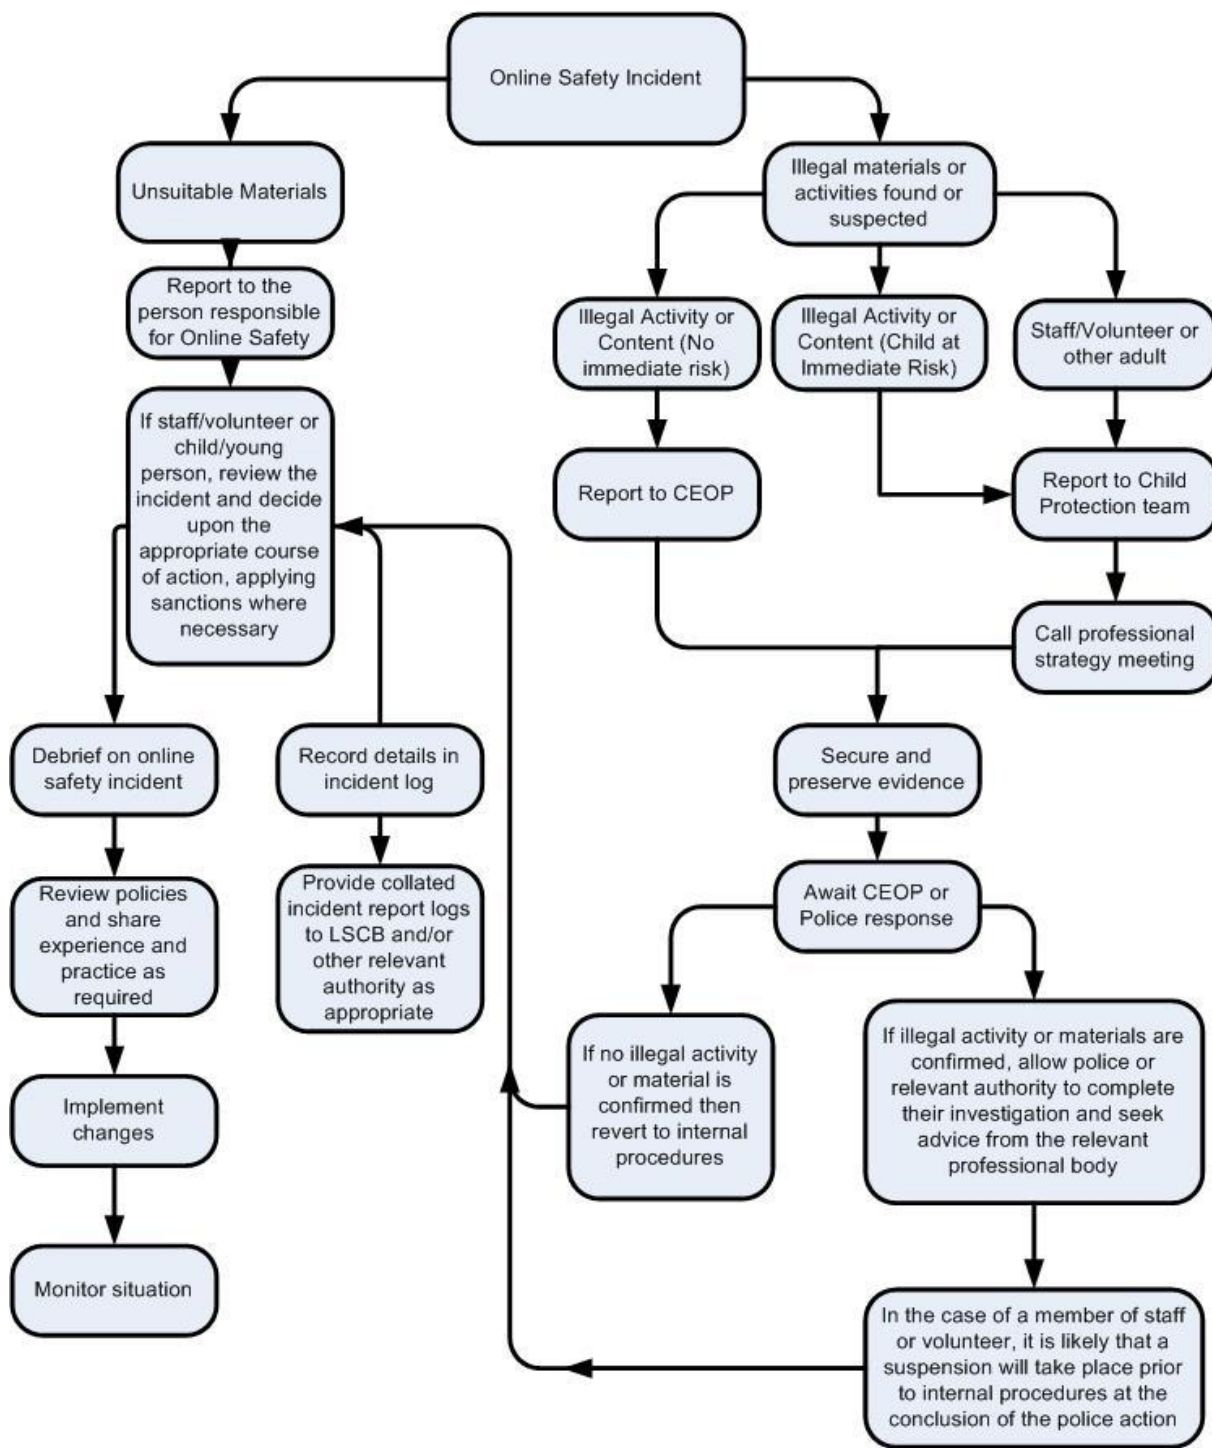 Online Safety Incident
Unsuitable Materials
Report to the
person responsible
for Online Safety
If staff/volunteer or
child/young
person, review the
incident and decide
upon the
appropriate course
of action, applying
sanctions where
necessary
Debrief on online
safety incident
Review policies
and share
experience and
practice as
required
Implement
changes
Monitor situation
Record details in
incident log
Provide collated
incident report logs
to LSCB and/or
other relevant
authority as
appropriate
Illegal materials or
activities found or
suspected
Illegal Activity or
Content (No
immediate risk)
Illegal Activity or
Content (Child at
Immediate Risk)
Staff/Volunteer or
other adult
Report to CEOP
Report to Child
Protection team
Call professional
strategy meeting
Secure and
preserve evidence
Await CEOP or
Police response
If no illegal activity
or material is
confirmed then
revert to internal
procedures
If illegal activity or materials are
confirmed, allow police or
relevant authority to complete
their investigation and seek
advice from the relevant
professional body
In the case of a member of staff
or volunteer, it is likely that a
suspension will take place prior
to internal procedures at the
conclusion of the police action